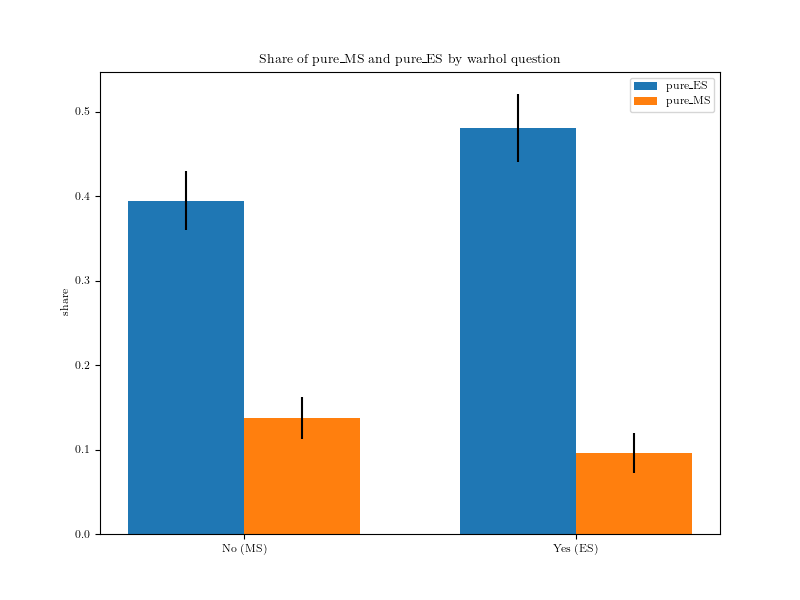 Share of pure_MS and pure_ES by warhol question
pure_ES
pure_MS
0.5
0.4
0.3
0.2
0.1
0.0
share
No (MS)
Yes (ES)